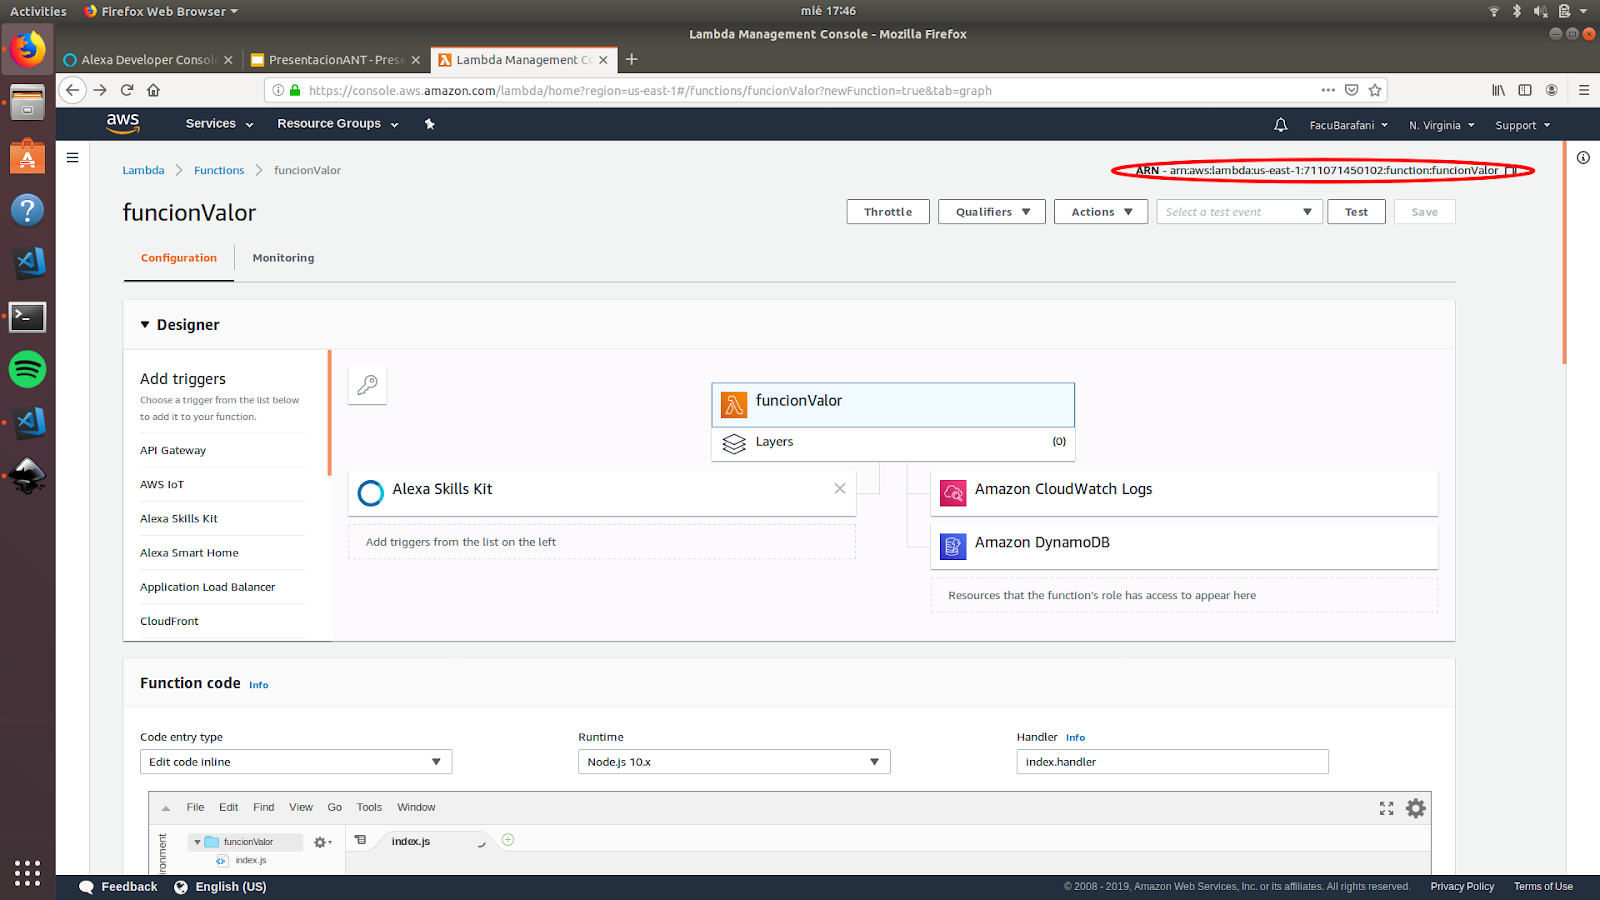 Activities Firefox Web Browser mié 17:46
Lambda Management Console - Mozilla Firefox
Alexa Developer Console PresentacionANT - Prese Lambda Management Co
https://console.aws.amazon.com/lambda/home?region=us-east-1#/functions/funcionValor?newFunction=true&tab=graph
aws Services Resource Groups FacuBarafani N. Virginia Support
Lambda Functions funcionValor ARN - arn:aws:lambda:us-east-1:711071450102:function:funcionValor
funcionValor Throttle Qualifiers Actions Select a test event Test Save
Configuration Monitoring
Designer
Add triggers
Choose a trigger from the list below
to add it to your function.
API Gateway
AWS IoT
Alexa Skills Kit
Alexa Smart Home
Application Load Balancer
CloudFront
funcionValor
Layers (0)
Alexa Skills Kit
Add triggers from the list on the left
Amazon CloudWatch Logs
Amazon DynamoDB
Resources that the function's role has access to appear here
Function code Info
Code entry type Runtime Handler Info
Edit code inline Node.js 10.x index.handler
File Edit Find View Go Tools Window
funcionValor index.js
index.js
Feedback English (US) © 2008 - 2019, Amazon Web Services, Inc. or its affiliates. All rights reserved. Privacy Policy Terms of Use